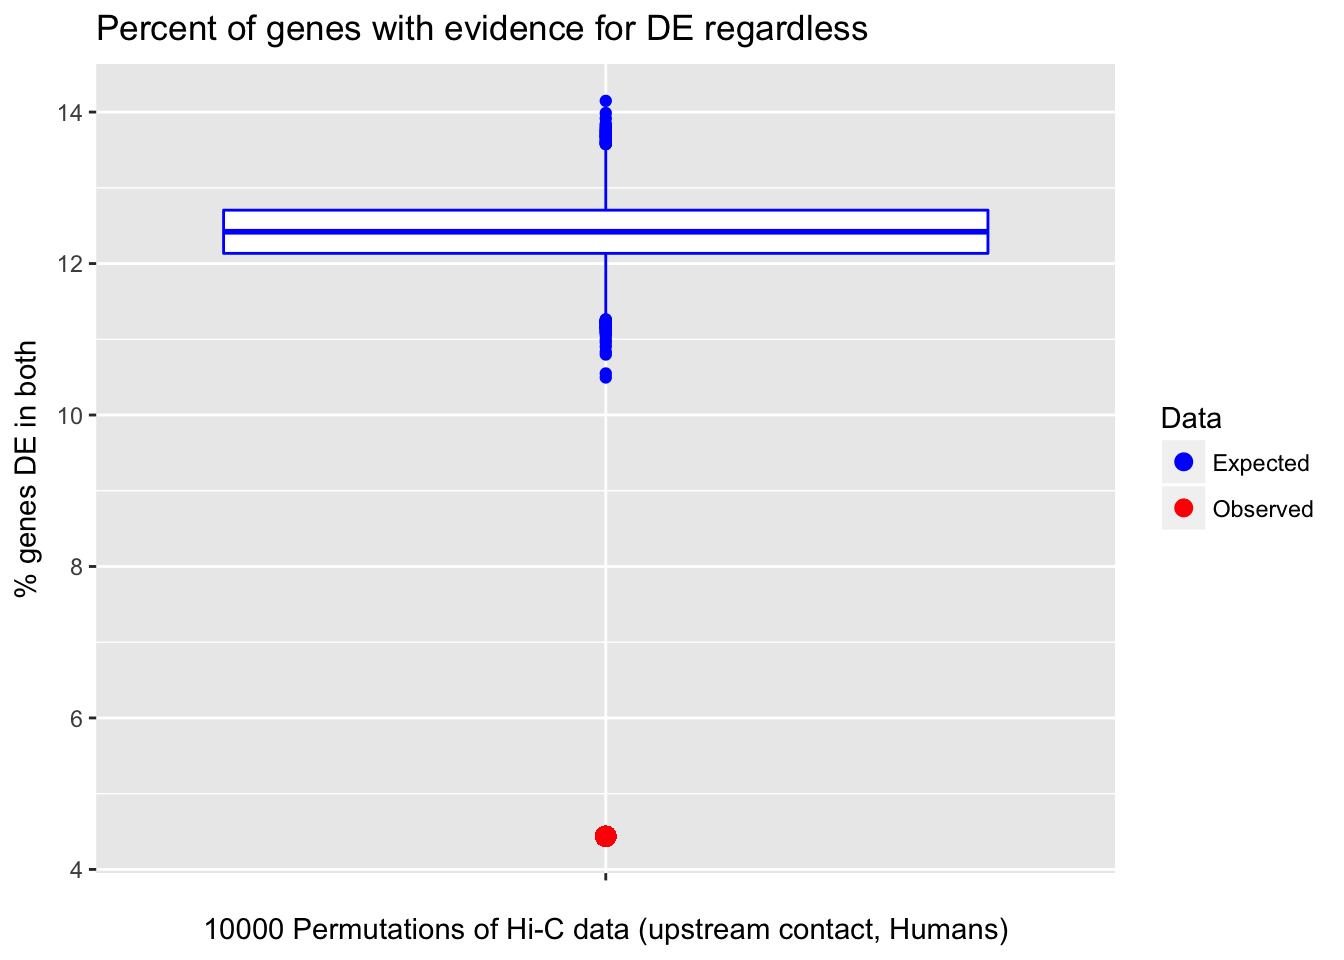 Percent of genes with evidence for DE regardless
% genes DE in both
14
12
10
8
6
4
10000 Permutations of Hi-C data (upstream contact, Humans)
Data
Expected
Observed